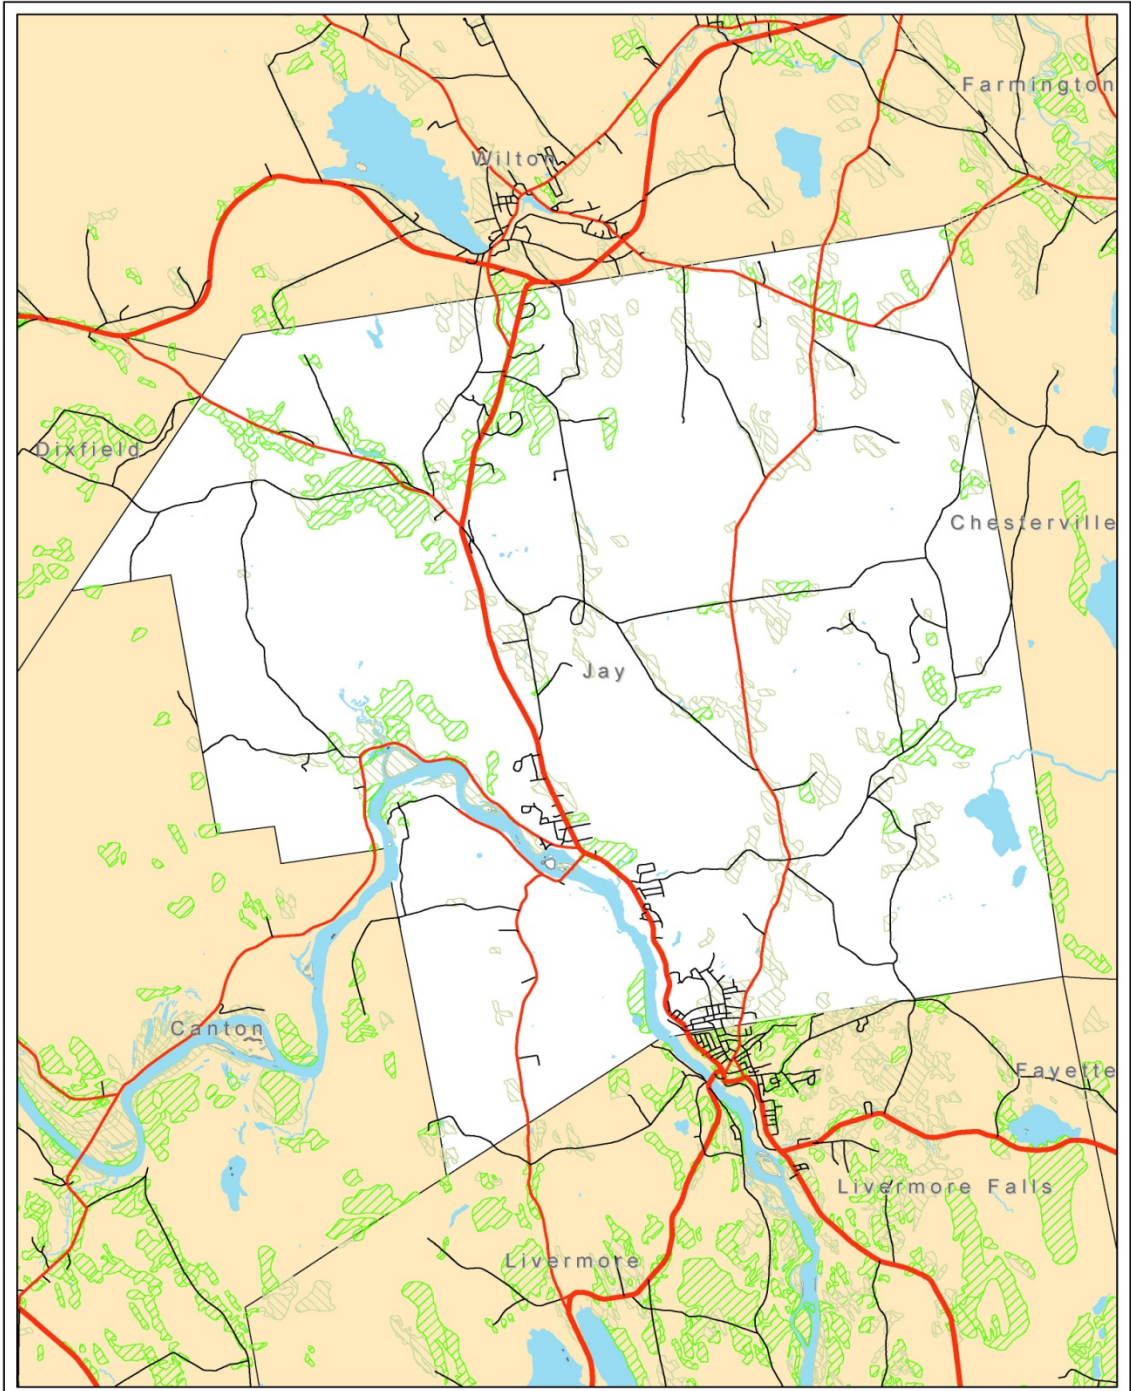 Farmington
Wilton
Dixfield
Chesterville
Jay
Canton
Fayette
Livermore Falls
Livermore